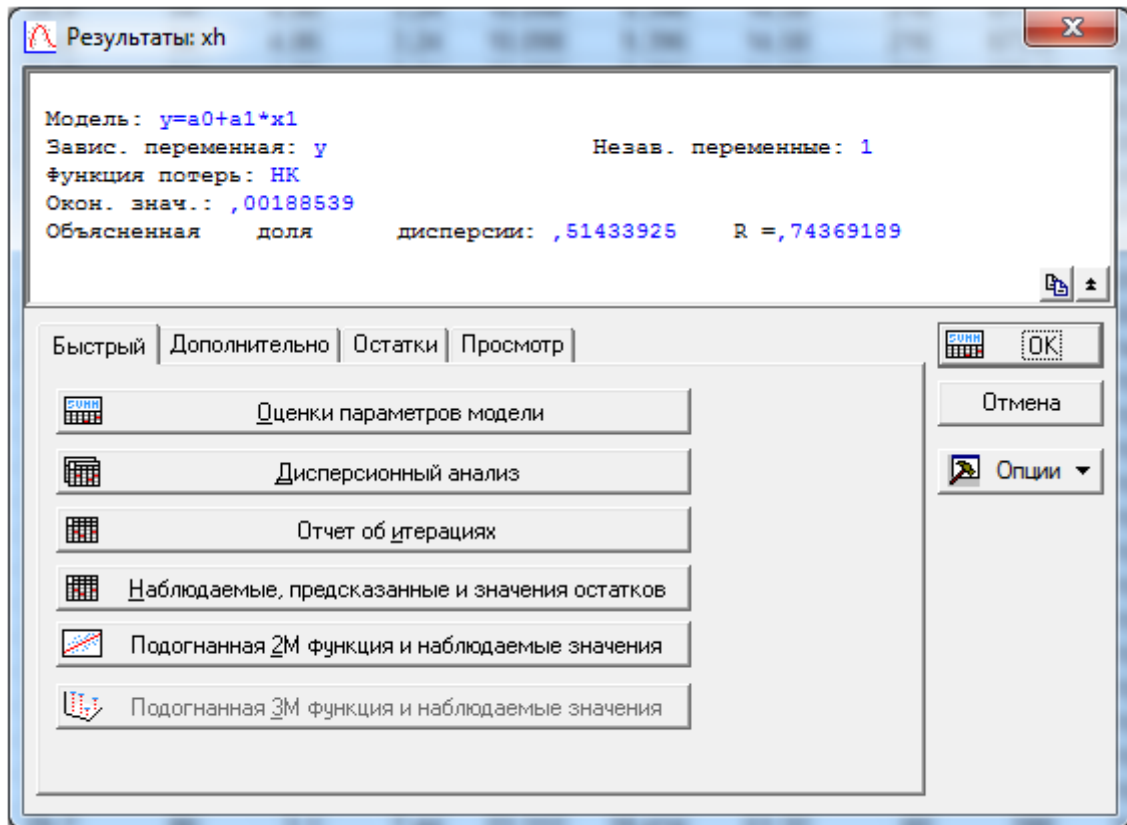 Результаты: xh
Модель: y=a0+a1*x1
Завис. переменная: y Незав. переменные: 1
Функция потерь: НК
Окон. знач.: ,00188539
Объясненная доля дисперсии: ,51433925 R =,74369189
Быстрый Дополнительно Остатки Просмотр
OK
Отмена
Опции
Оценки параметров модели
Дисперсионный анализ
Отчет об итерациях
Наблюдаемые, предсказанные и значения остатков
Подогнанная 2М функция и наблюдаемые значения
Подогнанная 3М функция и наблюдаемые значения